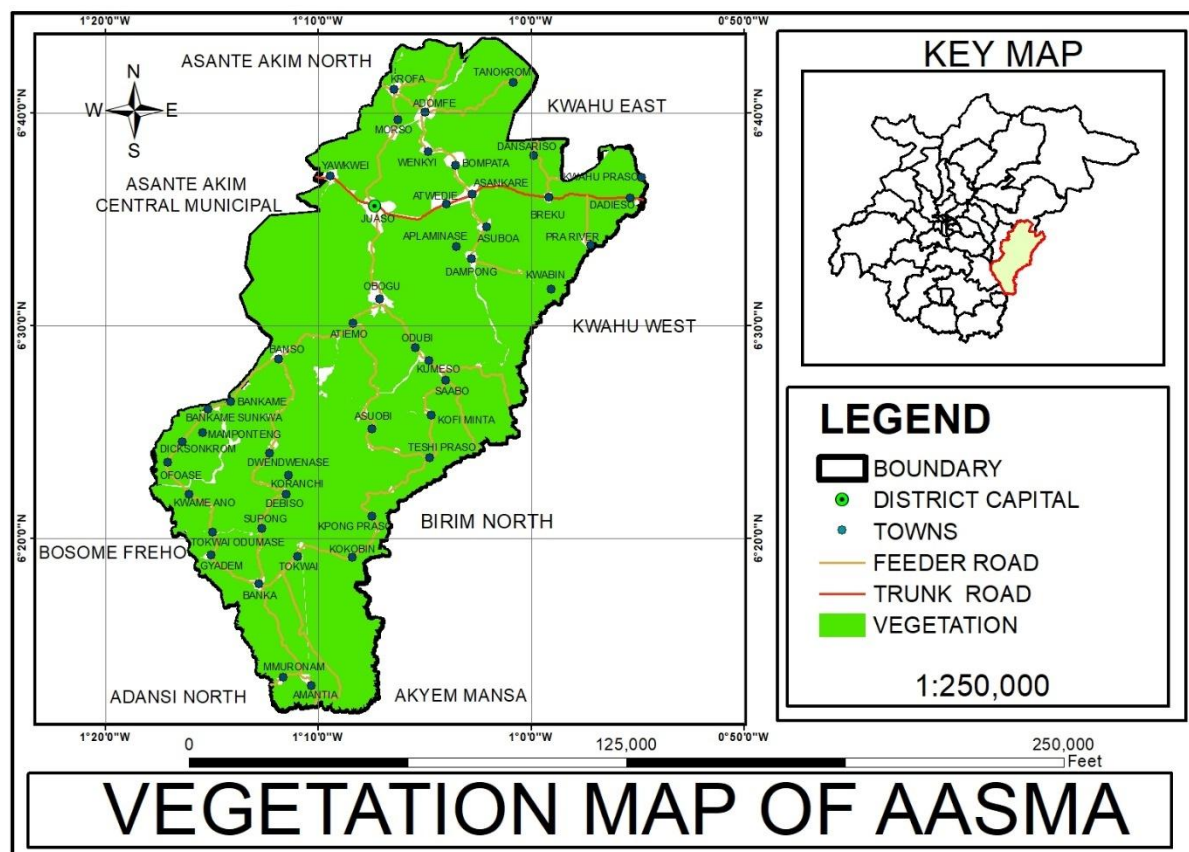 1°20'0"W
1°10'0"W
1°0'0"W
0°50'0"W
KEY MAP
ASANTE AKIM NORTH
KROFA
TANOKROM
N
W E
S
ADOMFE
KWAHU EAST
6°40'0"N
6°40'0"N
MORSO
DANSARISO
WENKYI
BOMPATA
YAWKWEI
KWAHU PRASO
ASANKARE
ASANTE AKIM
CENTRAL MUNICIPAL
ATWEDIE
BREKU
DADIESO
JUASO
APLAMINASE
ASUBOA
PRA RIVER
DAMPONG
KWABIN
OBOGU
KWAHU WEST
6°30'0"N
6°30'0"N
ATIEMO
ODUBI
BANSO
KUMESO
SAABO
BANKAME
BANKAME SUNKWA
ASUOBI
KOFI MINTA
MAMPONTENG
DICKSONKROM
TESHI PRASO
DWENDWENASE
OFOASE
KORANCHI
KWAME ANO
DEBISO
SUPONG
KPONG PRASO
BIRIM NORTH
TOKWAI ODUMASE
6°20'0"N
6°20'0"N
BOSOME FREHO
KOKOBIN
GYADEM
TOKWAI
BANKA
MMURONAM
ADANSI NORTH
AMANTIA
AKYEM MANSA
1°20'0"W
1°10'0"W
1°0'0"W
0°50'0"W
LEGEND
BOUNDARY
DISTRICT CAPITAL
TOWNS
FEEDER ROAD
TRUNK ROAD
VEGETATION
1:250,000
0
125,000
250,000
Feet
VEGETATION MAP OF AASMA